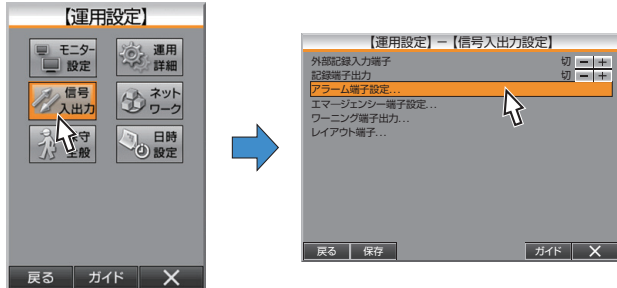 【運用設定】
モニター
設定
運用
詳細
信号
入出力
ネット
ワーク
守
全般
日時
設定
戻る ガイド ×
【運用設定】－【信号入出力設定】
外部記録入力端子 切 － ＋
記録端子出力 切 － ＋
アラーム端子設定...
エマージェンシー端子設定...
ワーニング端子出力...
レイアウト端子...
戻る 保存 ガイド ×